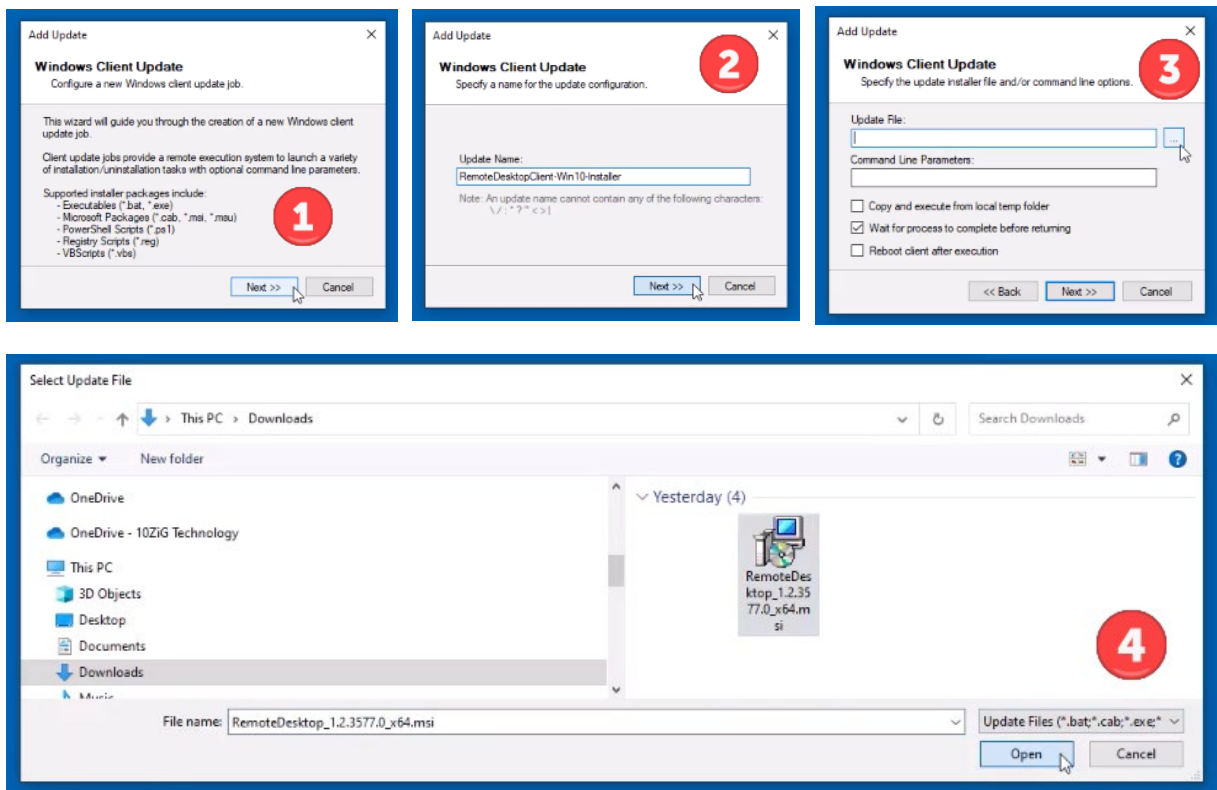 Add Update
Windows Client Update
Configure a new Windows client update job.
This wizard will guide you through the creation of a new Windows client
update job.
Client update jobs provide a remote execution system to launch a variety
of installation/uninstallation tasks with optional command line parameters.
Supported installer packages include:
- Executables (*.bat, *.exe)
- Microsoft Packages (*.cab, *.msi, *.msu)
- PowerShell Scripts (*.ps1)
- Registry Scripts (*.reg)
- VBScripts (*.vbs)
1
Next >>
Cancel
Add Update
2
Windows Client Update
Specify a name for the update configuration.
Update Name:
RemoteDesktopClient-Win10-Installer
Note: An update name cannot contain any of the following characters:
\ / : * ? " < > |
Next >>
Cancel
Add Update
3
Windows Client Update
Specify the update installer file and/or command line options.
Update File:
...
Command Line Parameters:
Copy and execute from local temp folder
Wait for process to complete before returning
Reboot client after execution
<< Back
Next >>
Cancel
Select Update File
This PC > Downloads
Search Downloads
Organize
New folder
OneDrive
OneDrive - 10ZiG Technology
This PC
3D Objects
Desktop
Documents
Downloads
Music
Yesterday (4)
RemoteDes
ktop_1.2.35
77.0_x64.m
si
4
File name: RemoteDesktop_1.2.3577.0_x64.msi
Update Files (*.bat;*.cab;*.exe;*
Open
Cancel